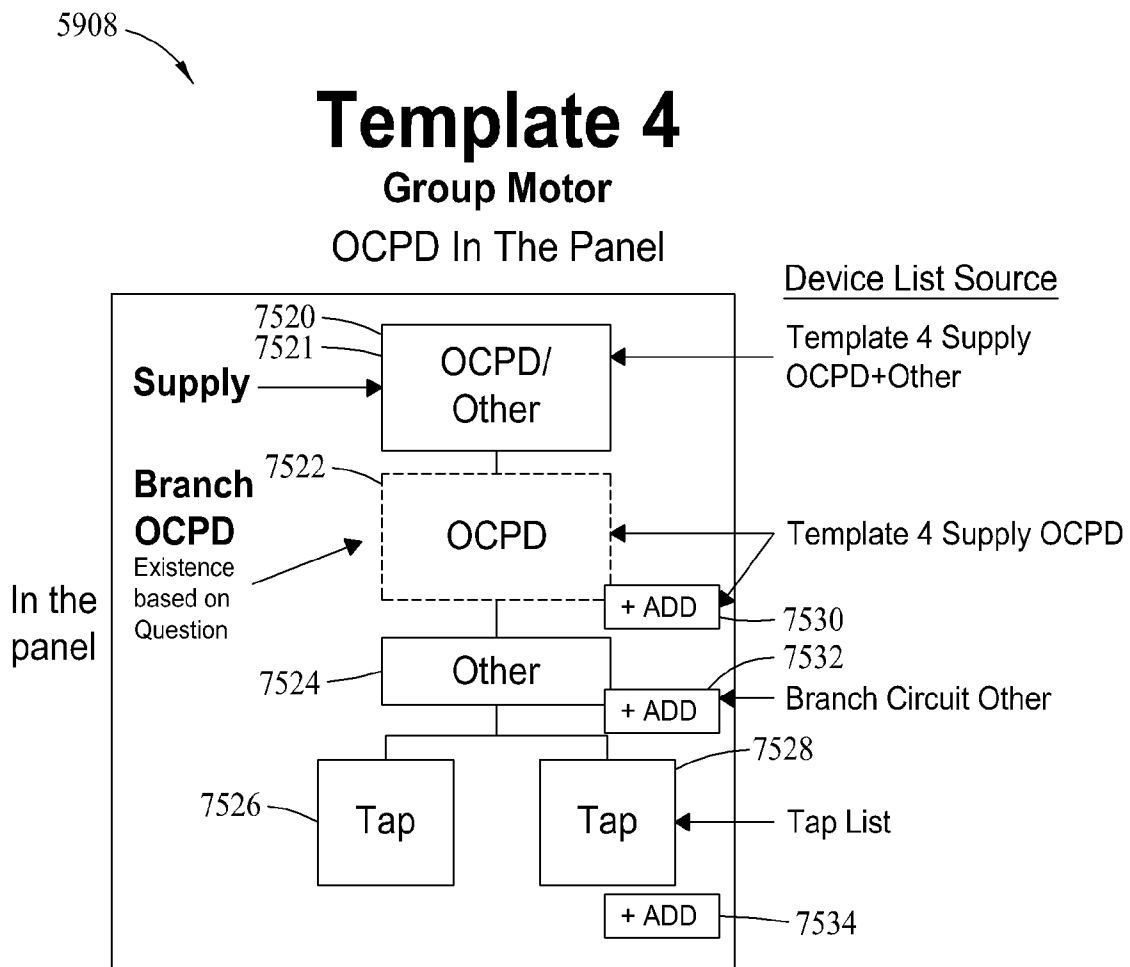 5908
Template 4
Group Motor
OCPD In The Panel
Device List Source
7520
7521
OCPD/
Other
Supply
Template 4 Supply
OCPD+Other
7522
Branch
OCPD
Existence
based on
Question
OCPD
Template 4 Supply OCPD
In the
panel
+ ADD
7530
7532
7524
Other
+ ADD
Branch Circuit Other
7528
7526
Tap
Tap
Tap List
+ ADD
7534